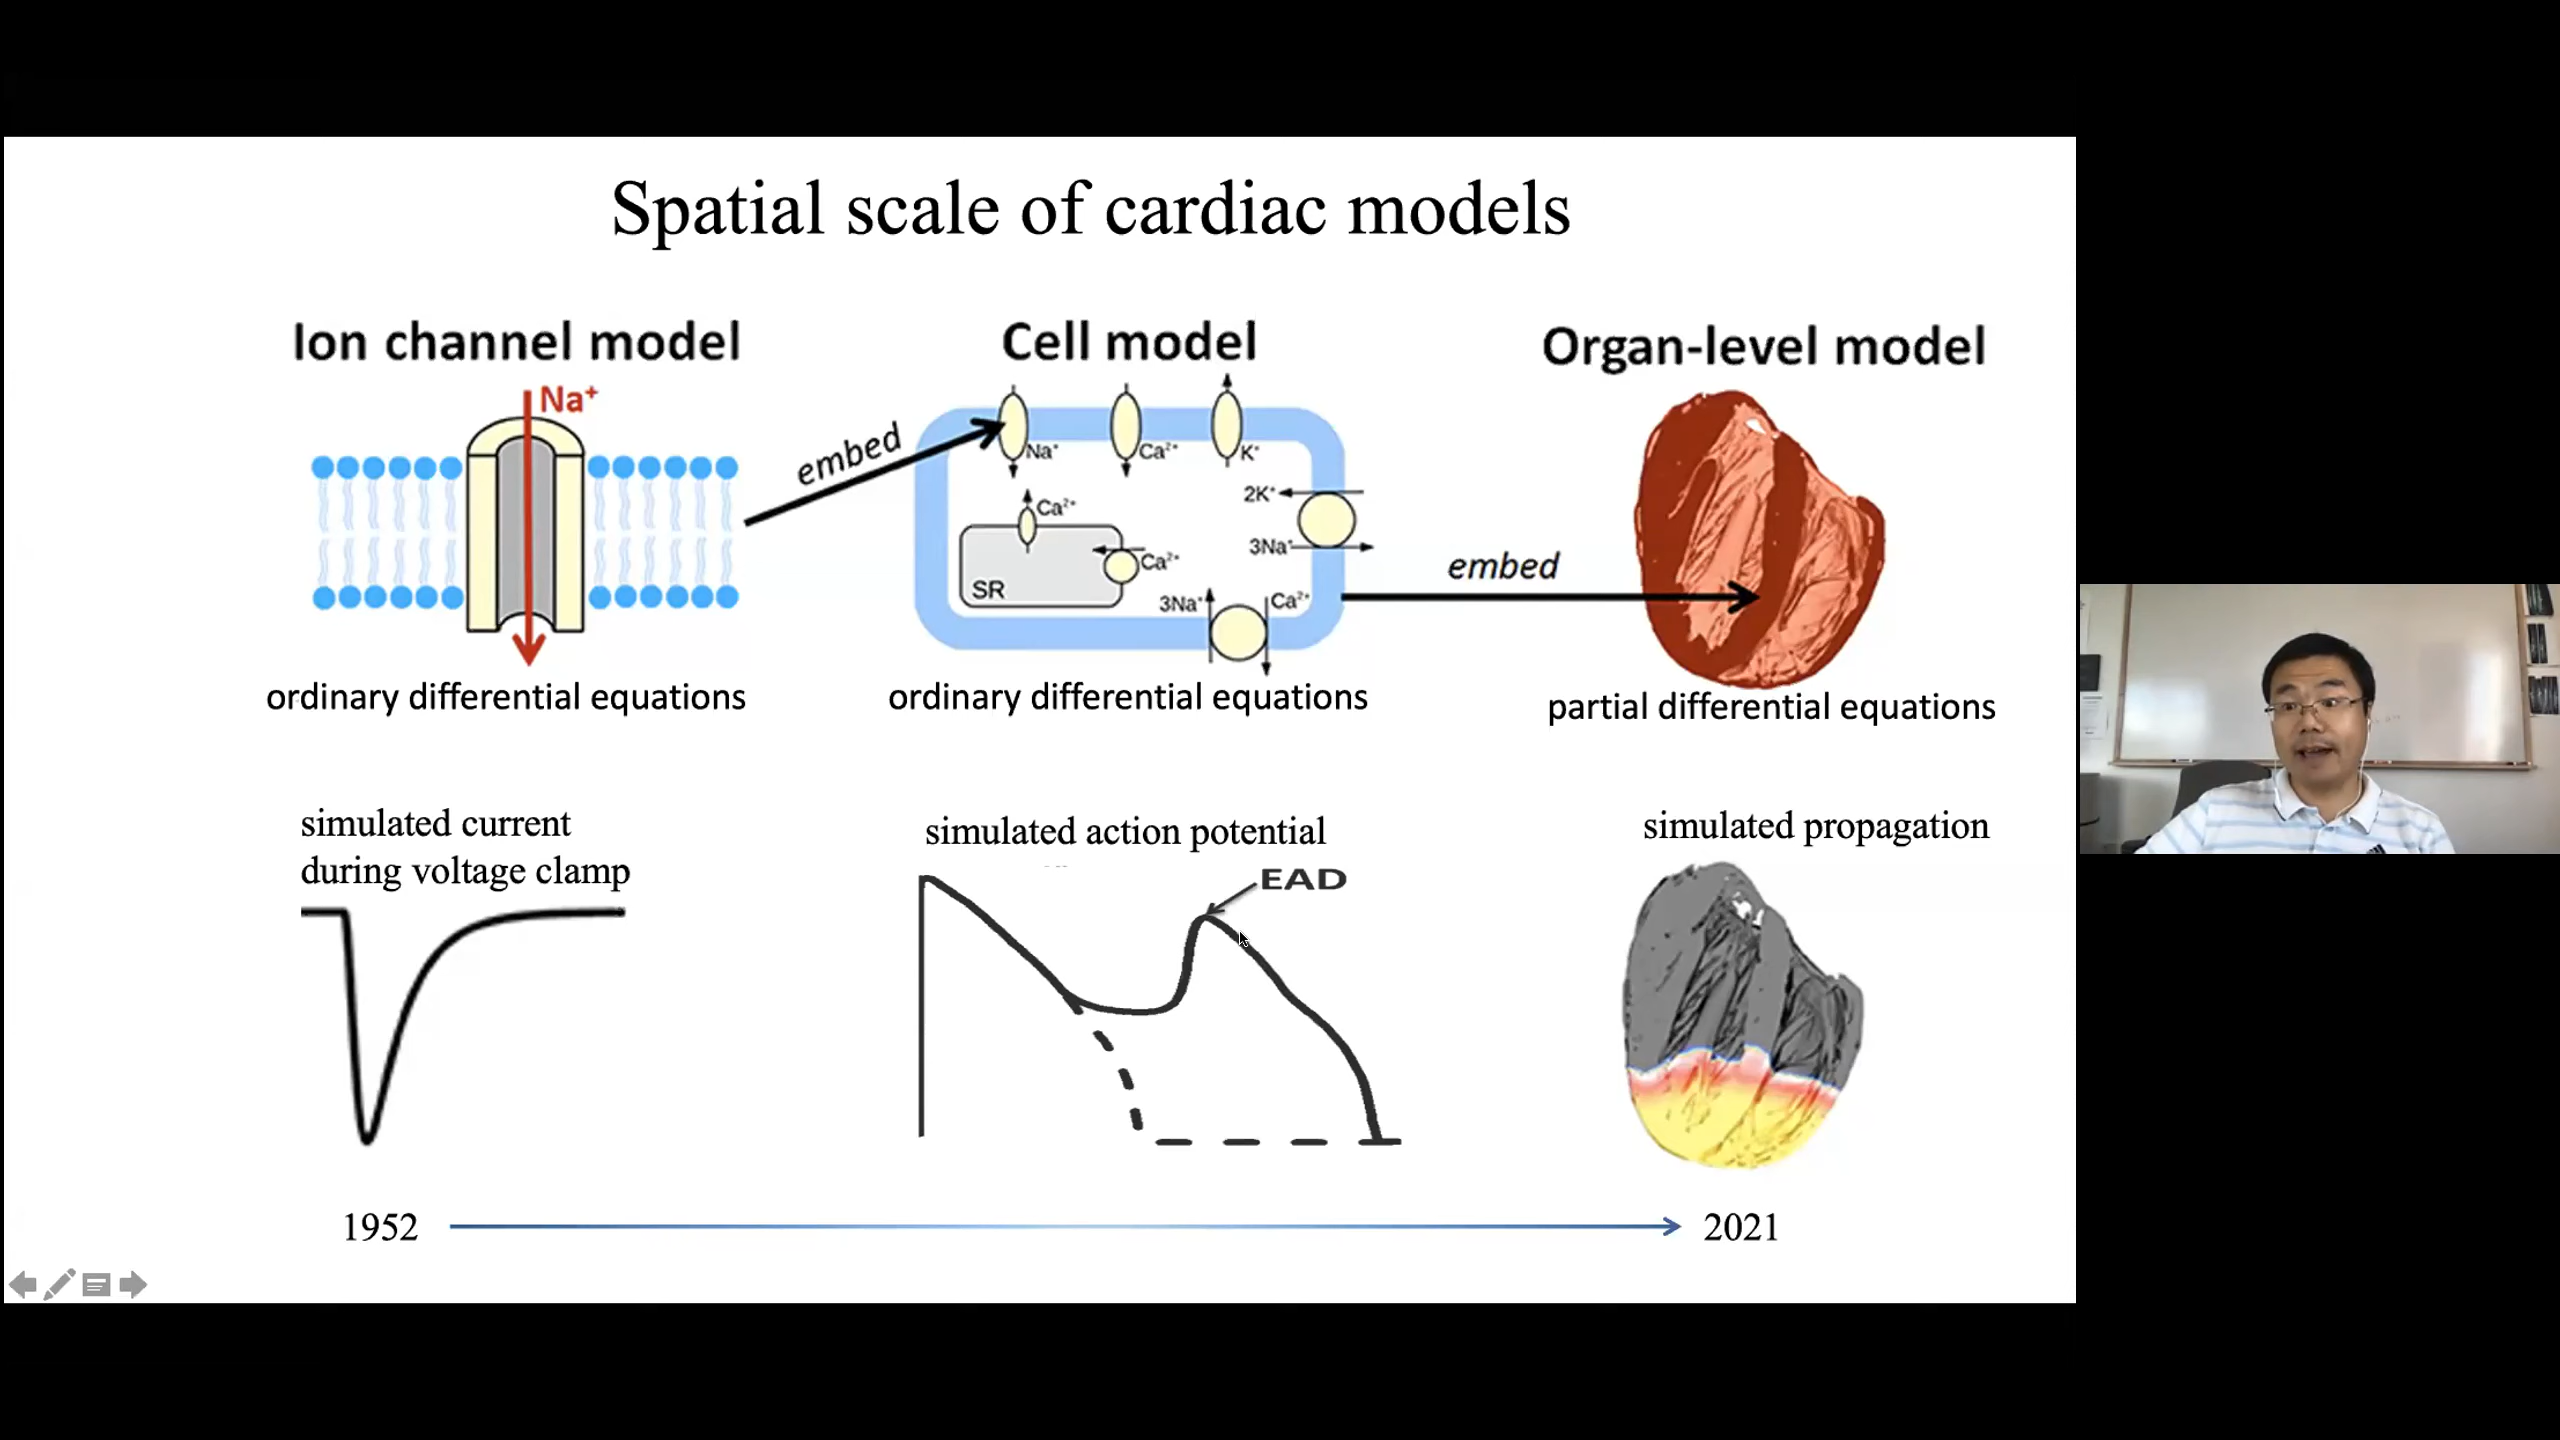 Spatial scale of cardiac models
Ion channel model
Cell model
Organ-level model
Na⁺
embed
Na⁺
Ca²⁺
K⁺
Ca²⁺
Ca²⁺
SR
2K⁺
3Na⁺
3Na⁺
Ca²⁺
embed
ordinary differential equations
ordinary differential equations
partial differential equations
simulated current
during voltage clamp
simulated action potential
EAD
simulated propagation
1952
2021